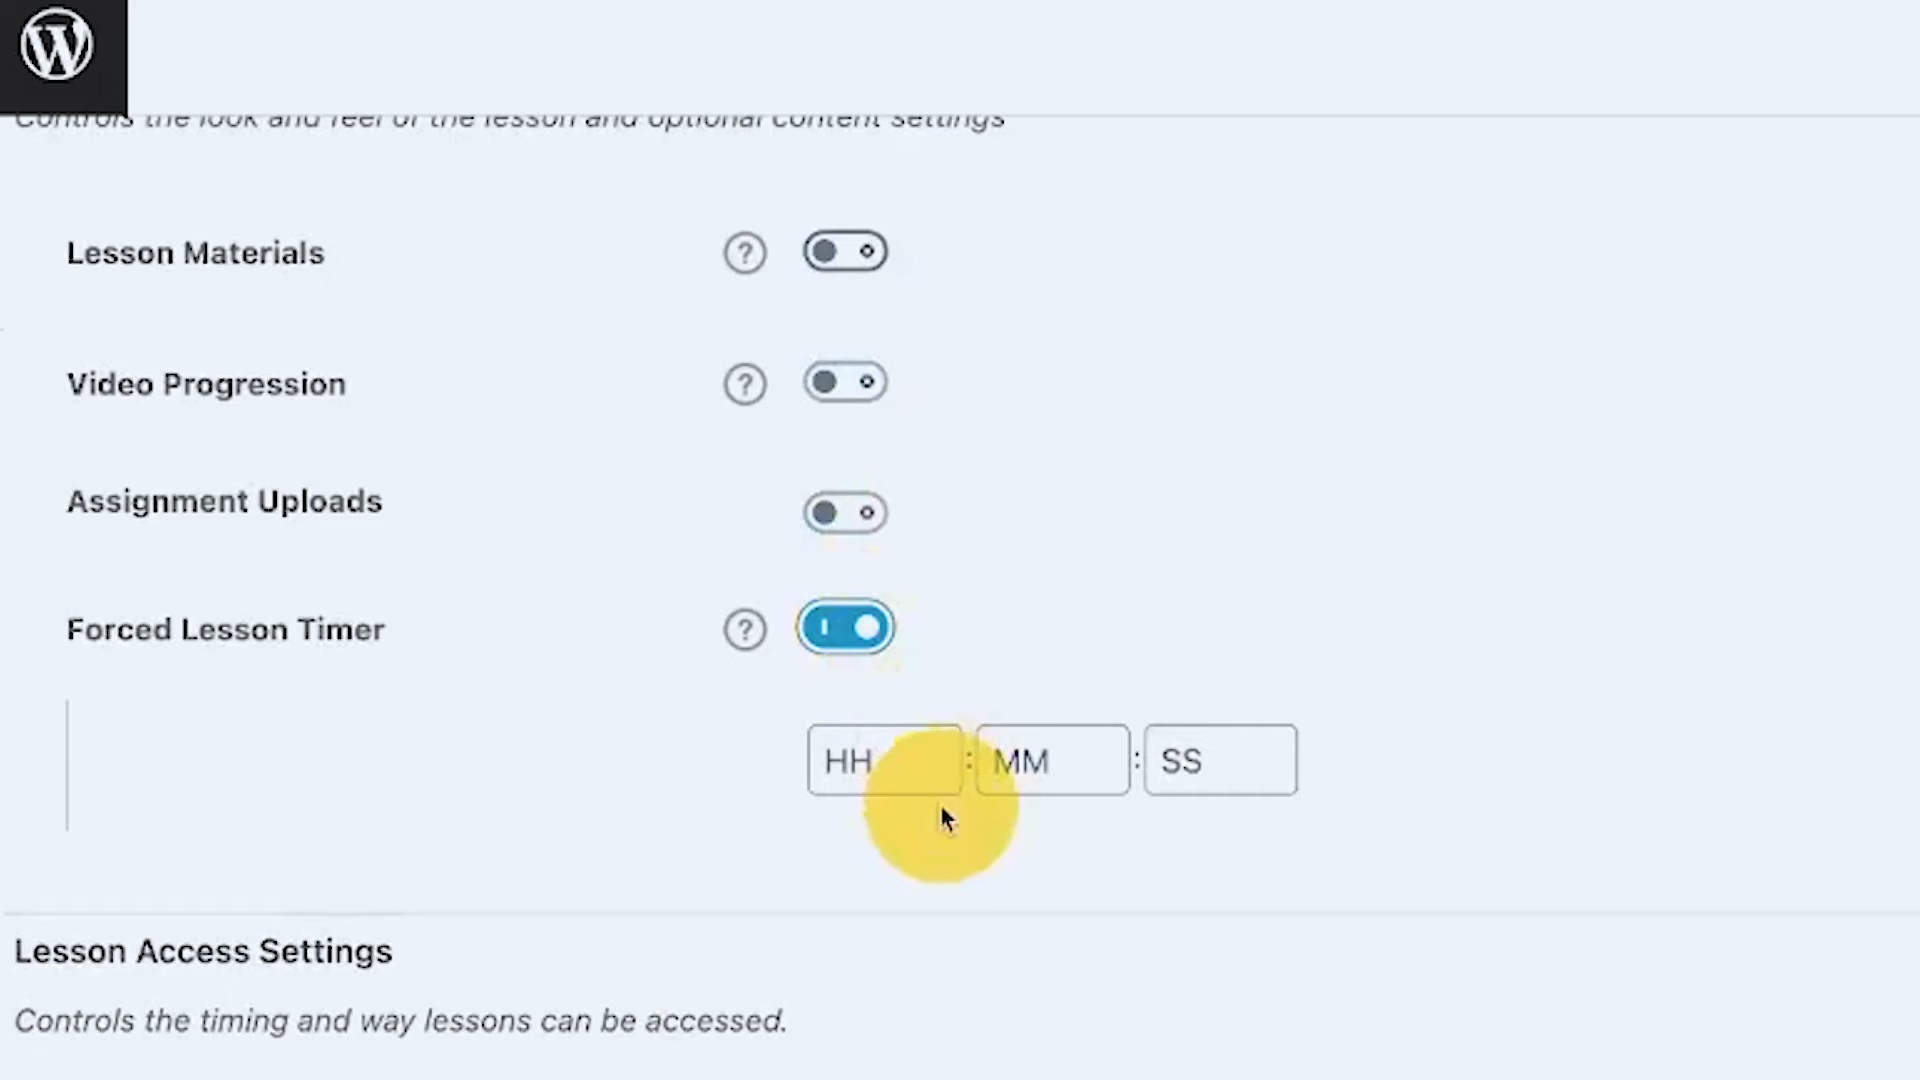 Controls the look and feel of the lesson and optional content settings
Lesson Materials ?
Video Progression ?
Assignment Uploads
Forced Lesson Timer ?
HH : MM : SS
Lesson Access Settings
Controls the timing and way lessons can be accessed.